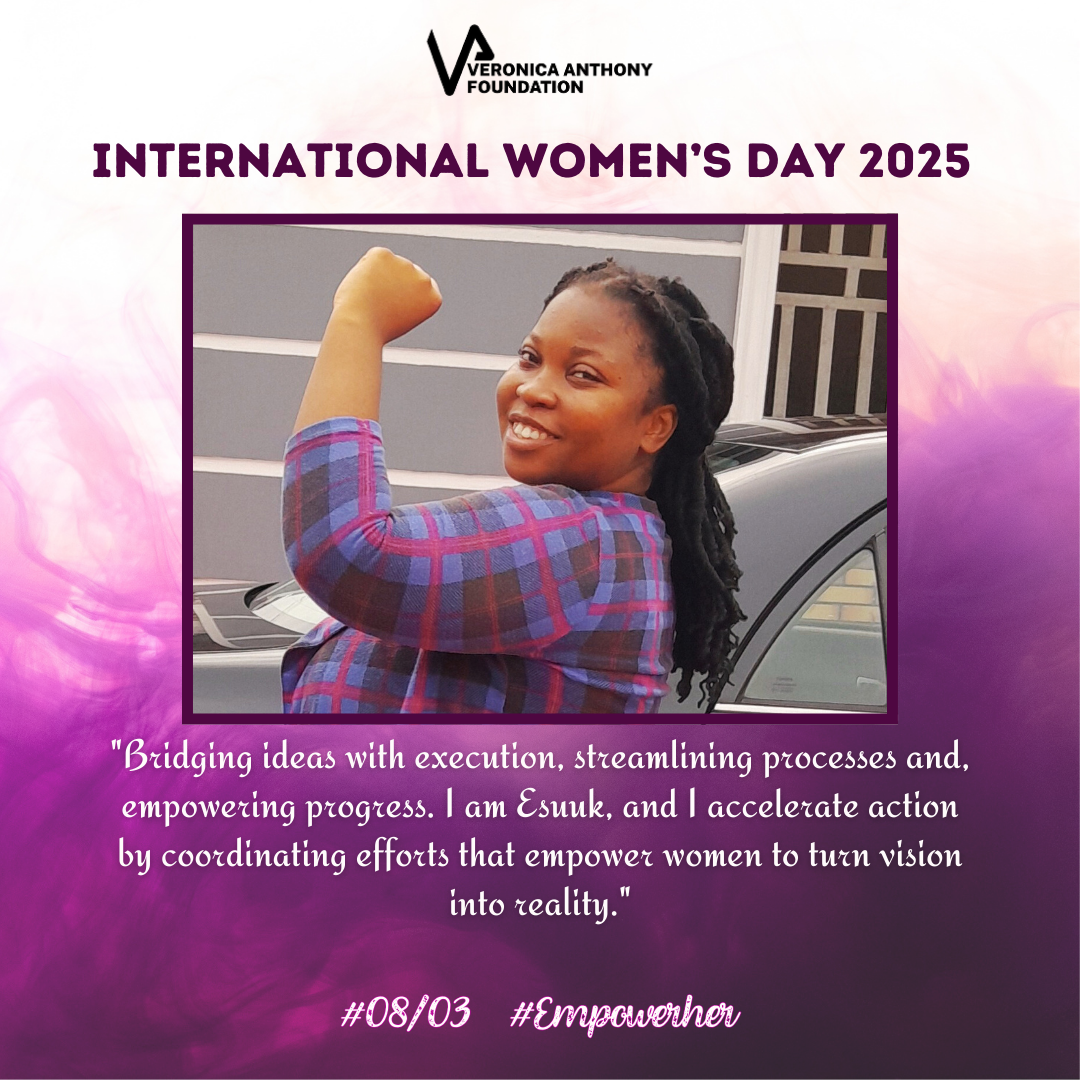 VERONICA ANTHONY
FOUNDATION
INTERNATIONAL WOMEN'S DAY 2025
"Bridging ideas with execution, streamlining processes and,
empowering progress. I am Esuuk, and I accelerate action
by coordinating efforts that empower women to turn vision
into reality."
#08/03 #Empowerher